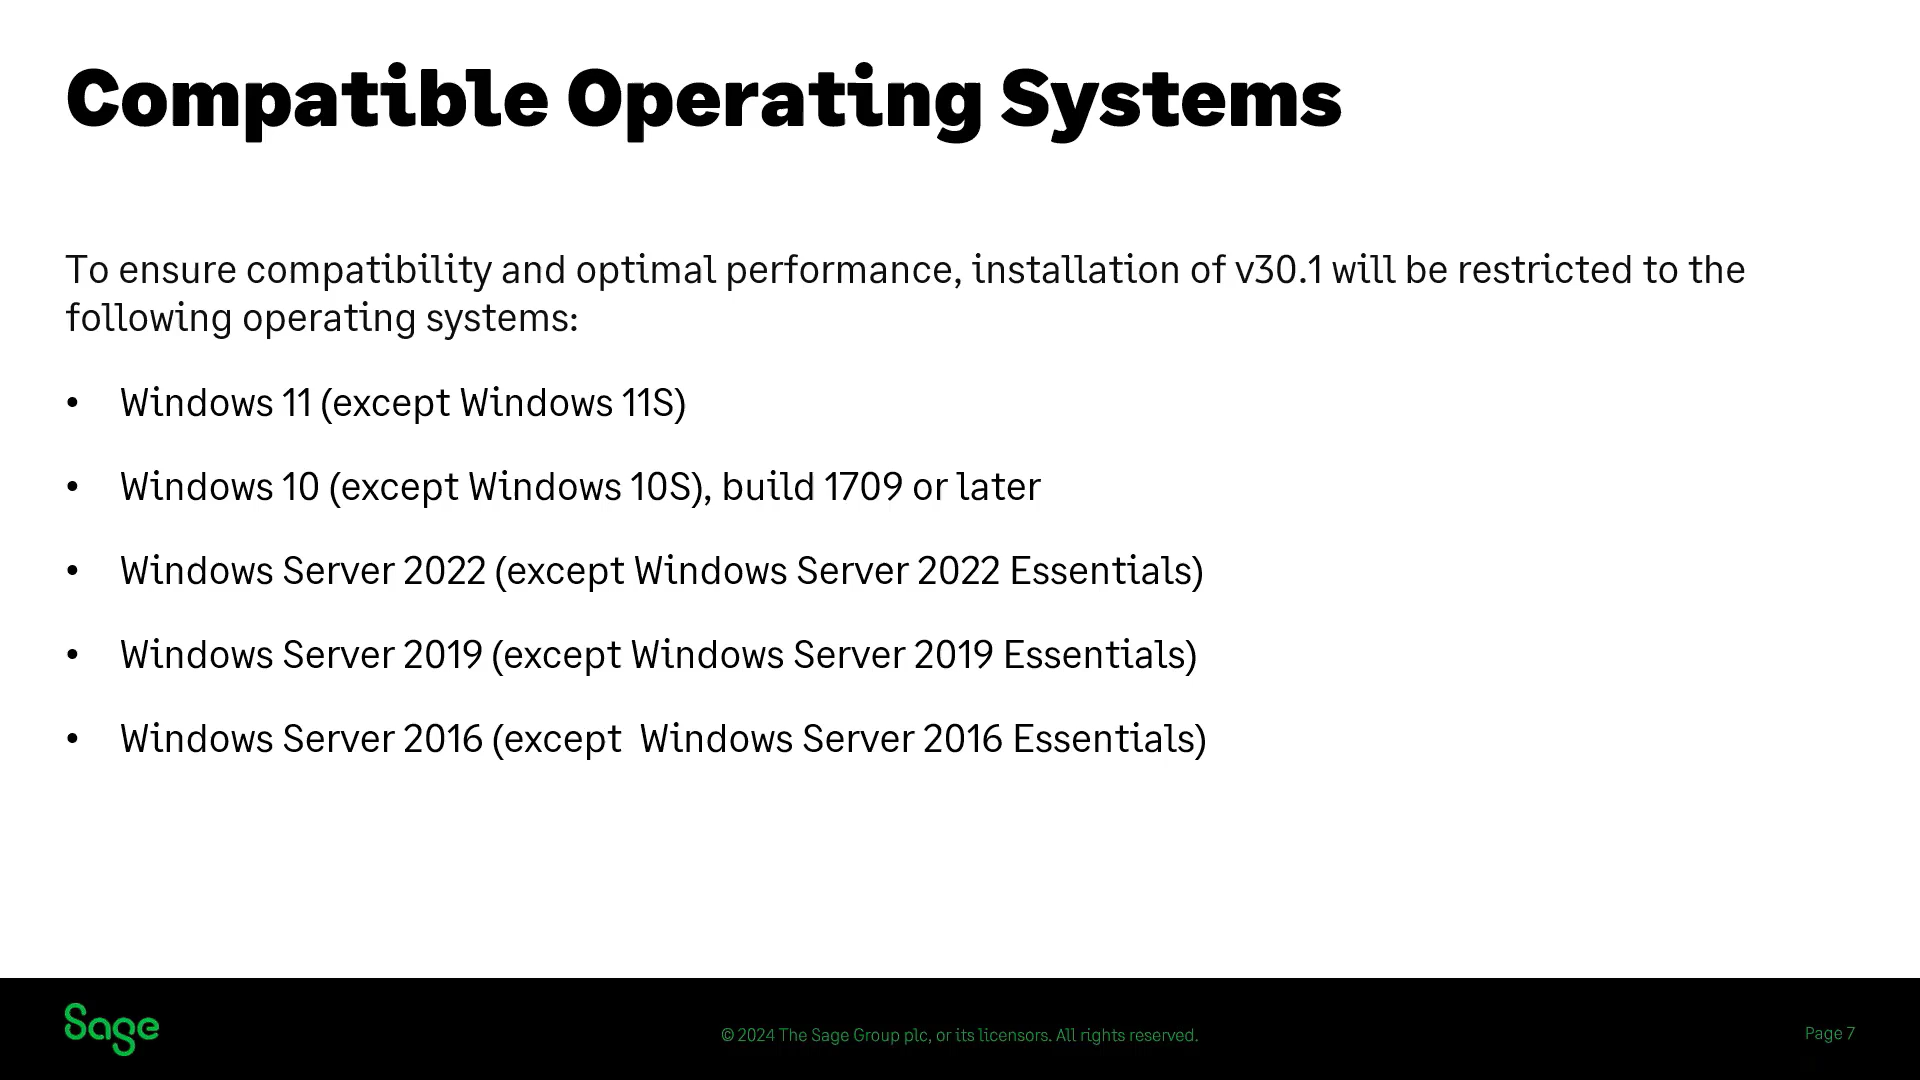 Compatible Operating Systems
To ensure compatibility and optimal performance, installation of v30.1 will be restricted to the
following operating systems:
• Windows 11 (except Windows 11S)
• Windows 10 (except Windows 10S), build 1709 or later
• Windows Server 2022 (except Windows Server 2022 Essentials)
• Windows Server 2019 (except Windows Server 2019 Essentials)
• Windows Server 2016 (except  Windows Server 2016 Essentials)
Sage
© 2024 The Sage Group plc, or its licensors. All rights reserved.
Page 7